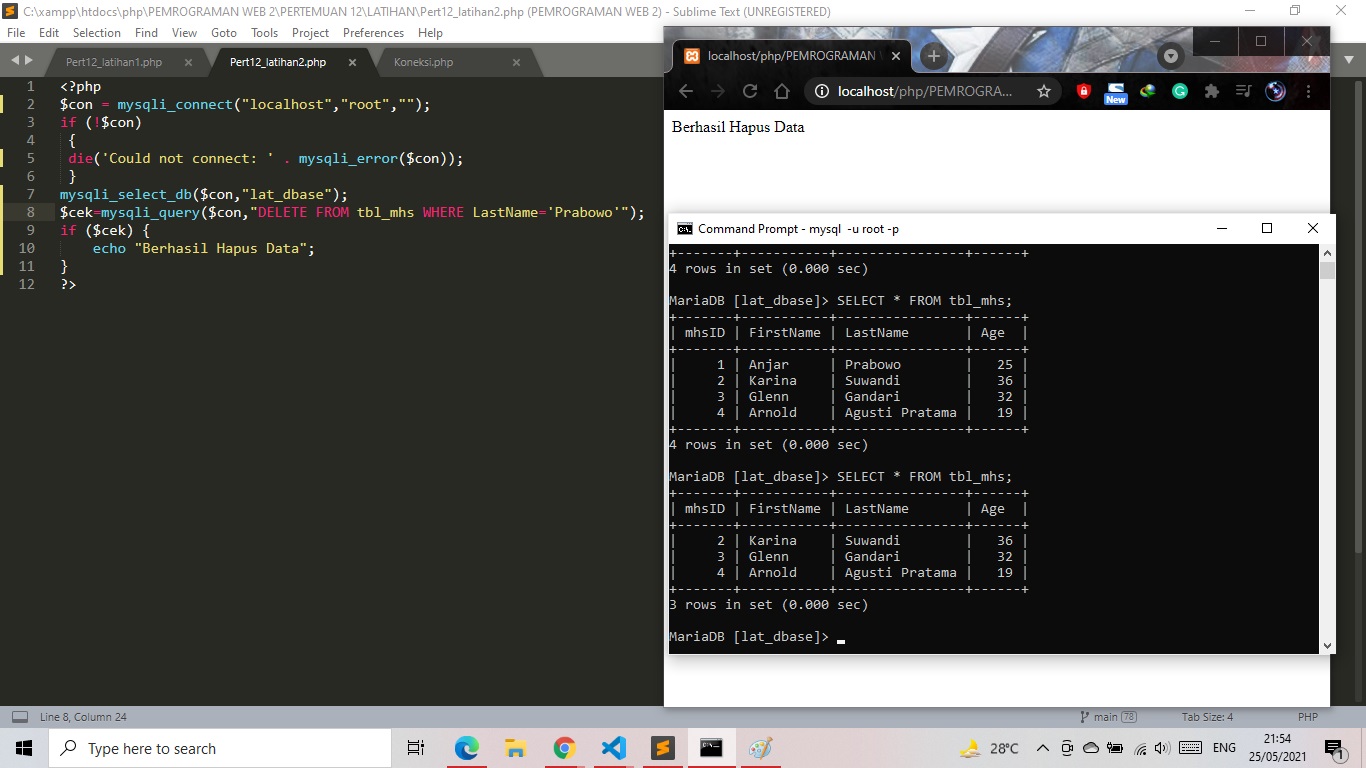 C:\xampp\htdocs\php\PEMROGRAMAN WEB 2\PERTEMUAN 12\LATIHAN\Pert12_latihan2.php (PEMROGRAMAN WEB 2) - Sublime Text (UNREGISTERED)
File Edit Selection Find View Goto Tools Project Preferences Help
Pert12_latihan1.php Pert12_latihan2.php Koneksi.php
1 <?php
2 $con = mysqli_connect("localhost","root","");
3 if (!$con)
4 {
5 die('Could not connect: ' . mysqli_error($con));
6 }
7 mysqli_select_db($con,"lat_dbase");
8 $cek=mysqli_query($con,"DELETE FROM tbl_mhs WHERE LastName='Prabowo'");
9 if ($cek) {
10 echo "Berhasil Hapus Data";
11 }
12 ?>
localhost/php/PEMROGRAMAN
localhost/php/PEMROGRA...
New
Berhasil Hapus Data
Command Prompt - mysql  -u root -p
+-------+-----------+----------------+------+
4 rows in set (0.000 sec)
MariaDB [lat_dbase]> SELECT * FROM tbl_mhs;
+-------+-----------+----------------+------+
| mhsID | FirstName | LastName       | Age  |
+-------+-----------+----------------+------+
|     1 | Anjar     | Prabowo        |   25 |
|     2 | Karina    | Suwandi        |   36 |
|     3 | Glenn     | Gandari        |   32 |
|     4 | Arnold    | Agusti Pratama |   19 |
+-------+-----------+----------------+------+
4 rows in set (0.000 sec)
MariaDB [lat_dbase]> SELECT * FROM tbl_mhs;
+-------+-----------+----------------+------+
| mhsID | FirstName | LastName       | Age  |
+-------+-----------+----------------+------+
|     2 | Karina    | Suwandi        |   36 |
|     3 | Glenn     | Gandari        |   32 |
|     4 | Arnold    | Agusti Pratama |   19 |
+-------+-----------+----------------+------+
3 rows in set (0.000 sec)
MariaDB [lat_dbase]>
Line 8, Column 24 main 78 Tab Size: 4 PHP
Type here to search 28°C ENG 21:54
25/05/2021 1